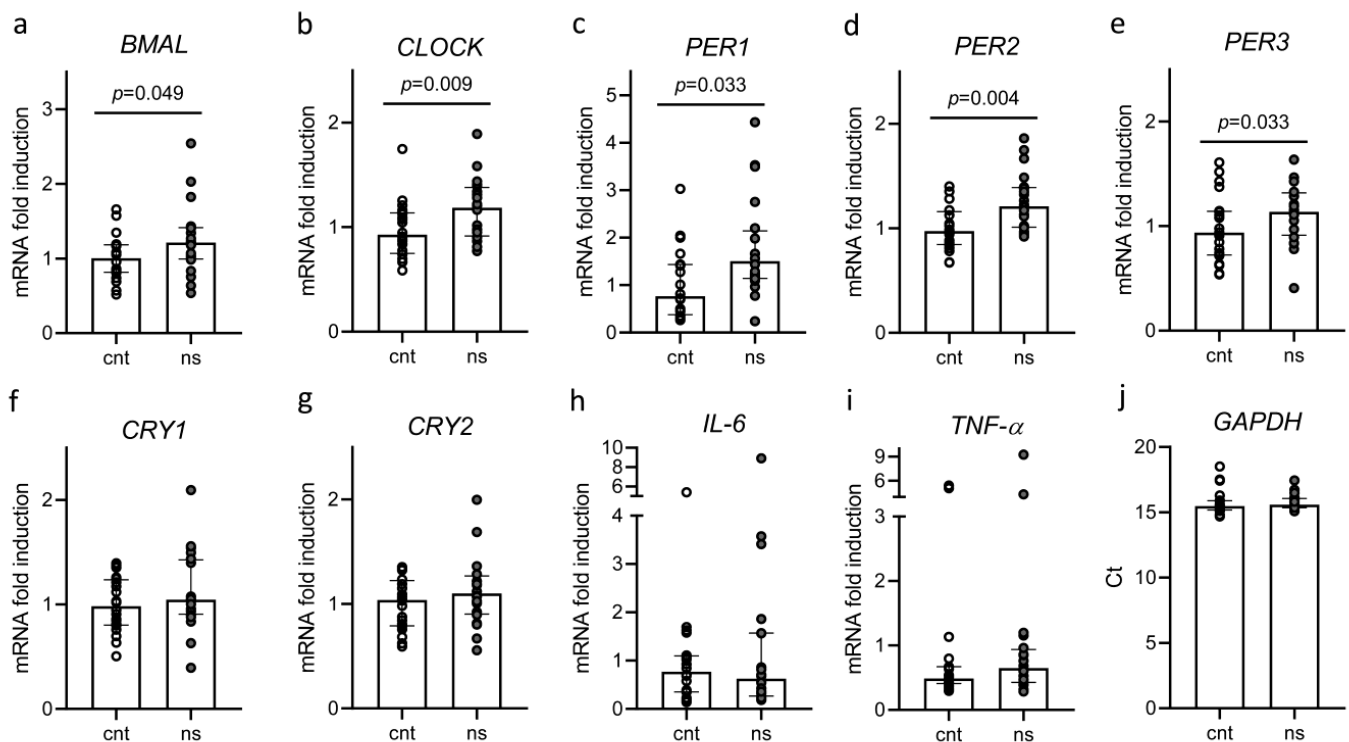 a
BMAL
mRNA fold induction
3
2
1
0
p=0.049
cnt
ns
b
CLOCK
mRNA fold induction
2
1
0
p=0.009
cnt
ns
c
PER1
mRNA fold induction
5
4
3
2
1
0
p=0.033
cnt
ns
d
PER2
mRNA fold induction
2
1
0
p=0.004
cnt
ns
e
PER3
mRNA fold induction
2
1
0
p=0.033
cnt
ns
f
CRY1
mRNA fold induction
2
1
0
cnt
ns
g
CRY2
mRNA fold induction
2
1
0
cnt
ns
h
IL-6
mRNA fold induction
10
8
6
4
3
2
1
0
cnt
ns
i
TNF-α
mRNA fold induction
9
6
3
2
1
0
cnt
ns
j
GAPDH
Ct
20
15
10
5
0
cnt
ns